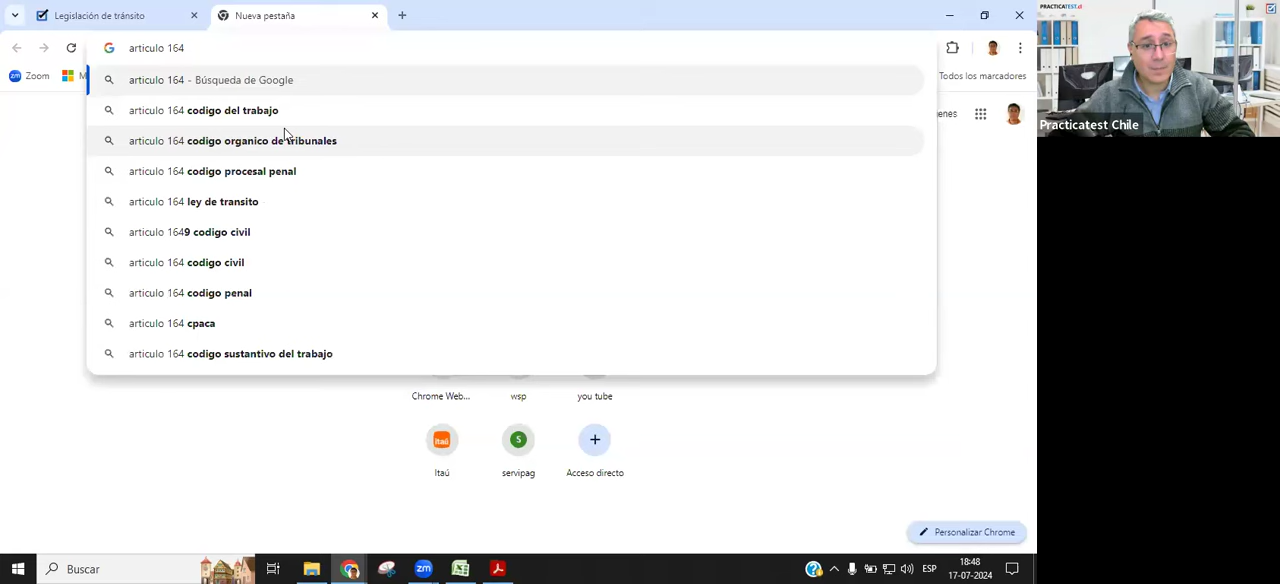 Legislación de tránsito
Nueva pestaña
articulo 164
Zoom
M
Todos los marcadores
articulo 164 - Búsqueda de Google
articulo 164 codigo del trabajo
articulo 164 codigo organico de tribunales
articulo 164 codigo procesal penal
articulo 164 ley de transito
articulo 1649 codigo civil
articulo 164 codigo civil
articulo 164 codigo penal
articulo 164 cpaca
articulo 164 codigo sustantivo del trabajo
enes
Chrome Web...
wsp
you tube
Itaú
servipag
Acceso directo
Personalizar Chrome
PRACTICATEST.cl
Practicatest Chile
Buscar
ESP
18:48
17-07-2024